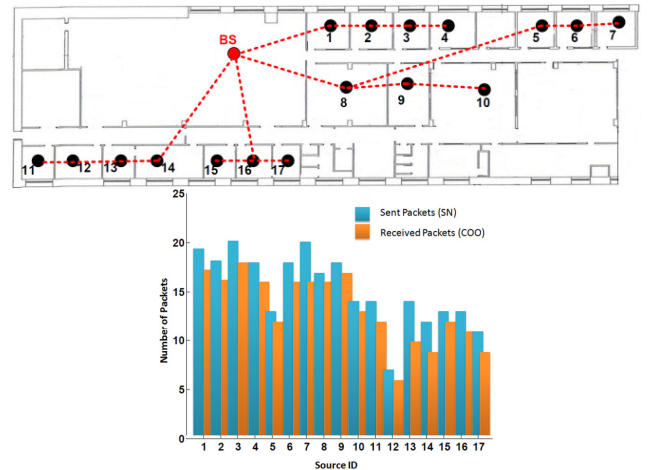 BS
1 2 3 4 5 6 7
8 9 10
11 12 13 14 15 16 17
Sent Packets (SN)
Received Packets (COO)
Number of Packets
25
20
15
10
5
0
1 2 3 4 5 6 7 8 9 10 11 12 13 14 15 16 17
Source ID